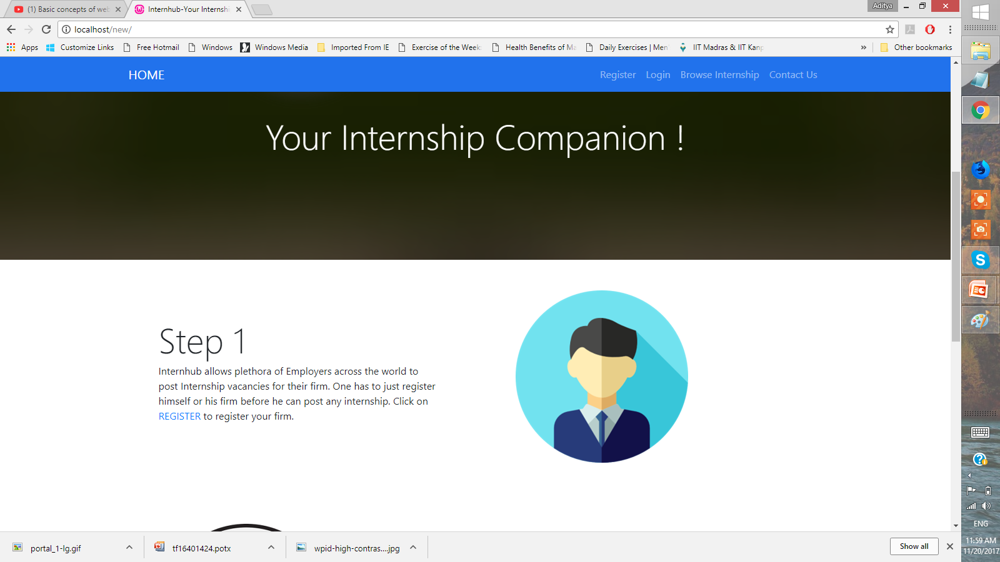 Aditya
(1) Basic concepts of web
Internhub-Your Internshi
localhost/new/
Apps Customize Links Free Hotmail Windows Windows Media Imported From IE Exercise of the Week Health Benefits of Ma Daily Exercises | Men IIT Madras & IIT Kanp » Other bookmarks
HOME Register Login Browse Internship Contact Us
Your Internship Companion !
Step 1
Internhub allows plethora of Employers across the world to
post Internship vacancies for their firm. One has to just register
himself or his firm before he can post any internship. Click on
REGISTER to register your firm.
portal_1-lg.gif tf16401424.potx wpid-high-contras....jpg Show all
ENG
11:59 AM
11/20/2017